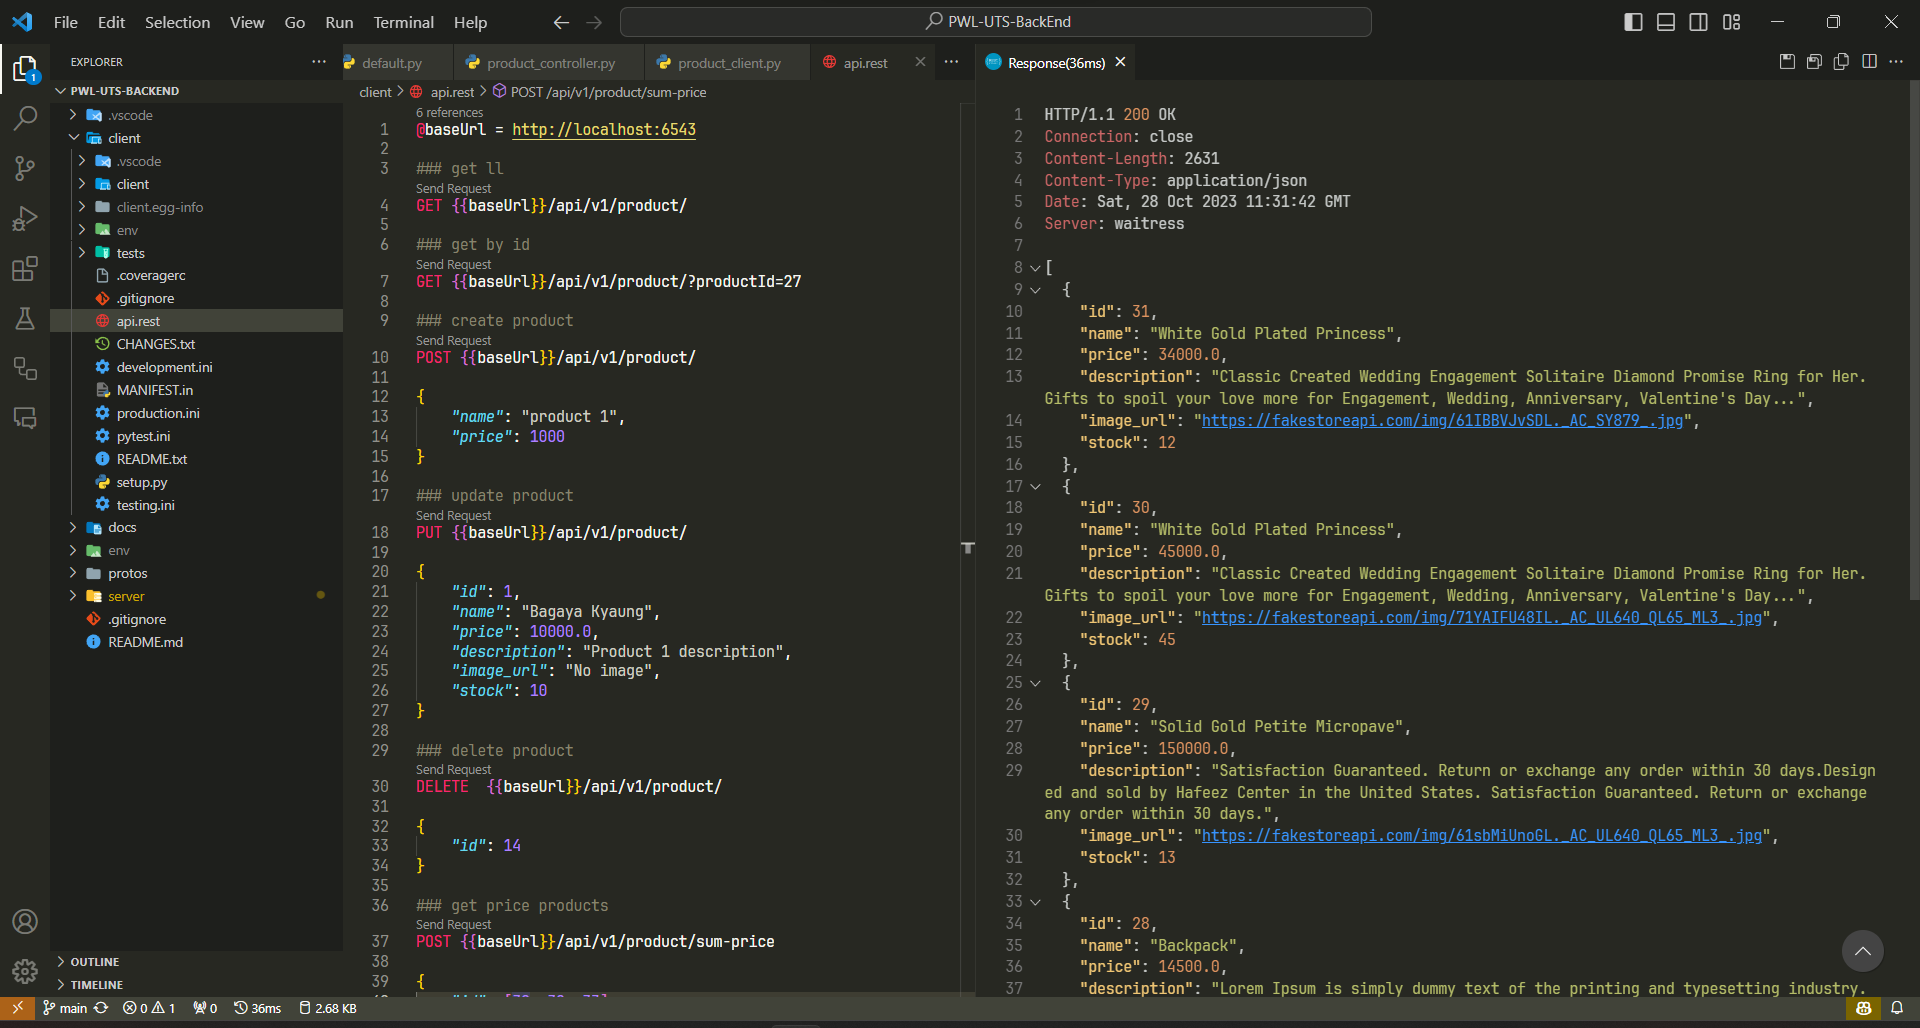 File Edit Selection View Go Run Terminal Help
PWL-UTS-BackEnd
EXPLORER
1
PWL-UTS-BACKEND
.vscode
client
.vscode
client
client.egg-info
env
tests
.coveragerc
.gitignore
api.rest
CHANGES.txt
development.ini
MANIFEST.in
production.ini
pytest.ini
README.txt
setup.py
testing.ini
docs
env
protos
server
.gitignore
README.md
OUTLINE
TIMELINE
default.py product_controller.py product_client.py api.rest
client > api.rest > POST /api/v1/product/sum-price
6 references
1 @baseUrl = http://localhost:6543
2
3 ### get ll
Send Request
4 GET {{baseUrl}}/api/v1/product/
5
6 ### get by id
Send Request
7 GET {{baseUrl}}/api/v1/product/?productId=27
8
9 ### create product
Send Request
10 POST {{baseUrl}}/api/v1/product/
11
12 {
13 "name": "product 1",
14 "price": 1000
15 }
16
17 ### update product
Send Request
18 PUT {{baseUrl}}/api/v1/product/
19
20 {
21 "id": 1,
22 "name": "Bagaya Kyaung",
23 "price": 10000.0,
24 "description": "Product 1 description",
25 "image_url": "No image",
26 "stock": 10
27 }
28
29 ### delete product
Send Request
30 DELETE {{baseUrl}}/api/v1/product/
31
32 {
33 "id": 14
34 }
35
36 ### get price products
Send Request
37 POST {{baseUrl}}/api/v1/product/sum-price
38
39 {
Response(36ms)
1 HTTP/1.1 200 OK
2 Connection: close
3 Content-Length: 2631
4 Content-Type: application/json
5 Date: Sat, 28 Oct 2023 11:31:42 GMT
6 Server: waitress
7
8 [
9 {
10 "id": 31,
11 "name": "White Gold Plated Princess",
12 "price": 34000.0,
13 "description": "Classic Created Wedding Engagement Solitaire Diamond Promise Ring for Her.
Gifts to spoil your love more for Engagement, Wedding, Anniversary, Valentine's Day...",
14 "image_url": "https://fakestoreapi.com/img/61IBBVJvSDL._AC_SY879_.jpg",
15 "stock": 12
16 },
17 {
18 "id": 30,
19 "name": "White Gold Plated Princess",
20 "price": 45000.0,
21 "description": "Classic Created Wedding Engagement Solitaire Diamond Promise Ring for Her.
Gifts to spoil your love more for Engagement, Wedding, Anniversary, Valentine's Day...",
22 "image_url": "https://fakestoreapi.com/img/71YAIFU48IL._AC_UL640_QL65_ML3_.jpg",
23 "stock": 45
24 },
25 {
26 "id": 29,
27 "name": "Solid Gold Petite Micropave",
28 "price": 150000.0,
29 "description": "Satisfaction Guaranteed. Return or exchange any order within 30 days.Design
ed and sold by Hafeez Center in the United States. Satisfaction Guaranteed. Return or exchange
any order within 30 days.",
30 "image_url": "https://fakestoreapi.com/img/61sbMiUnoGL._AC_UL640_QL65_ML3_.jpg",
31 "stock": 13
32 },
33 {
34 "id": 28,
35 "name": "Backpack",
36 "price": 14500.0,
37 "description": "Lorem Ipsum is simply dummy text of the printing and typesetting industry.
main 0 1 0 36ms 2.68 KB